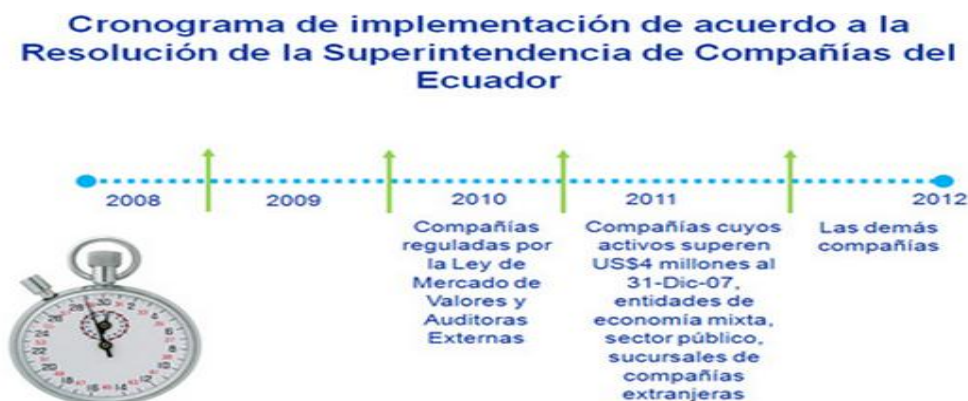 Cronograma de implementación de acuerdo a la
Resolución de la Superintendencia de Compañías del
Ecuador
2008
2009
2010
2011
2012
Compañías
reguladas por
la Ley de
Mercado de
Valores y
Auditoras
Externas
Compañías cuyos
activos superen
US$4 millones al
31-Dic-07,
entidades de
economía mixta,
sector público,
sucursales de
compañías
extranjeras
Las demás
compañías